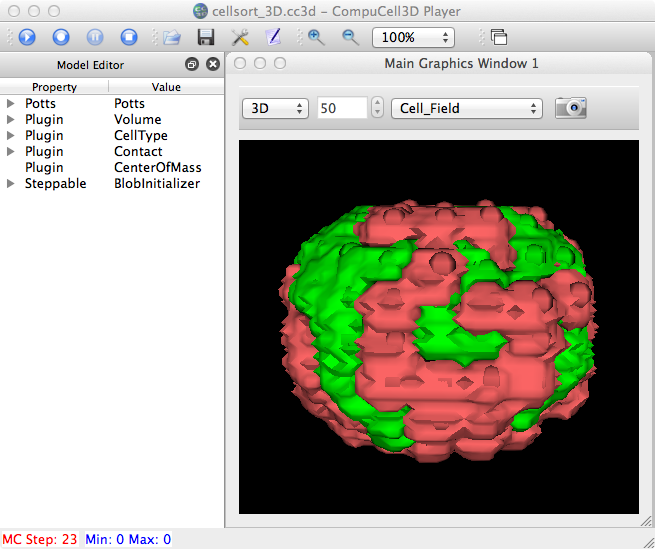 cellsort_3D.cc3d – CompuCell3D Player
100%
Model Editor
Main Graphics Window 1
Property Value
Potts Potts
Plugin Volume
Plugin CellType
Plugin Contact
Plugin CenterOfMass
Steppable BlobInitializer
3D 50 Cell_Field
MC Step: 23 Min: 0 Max: 0